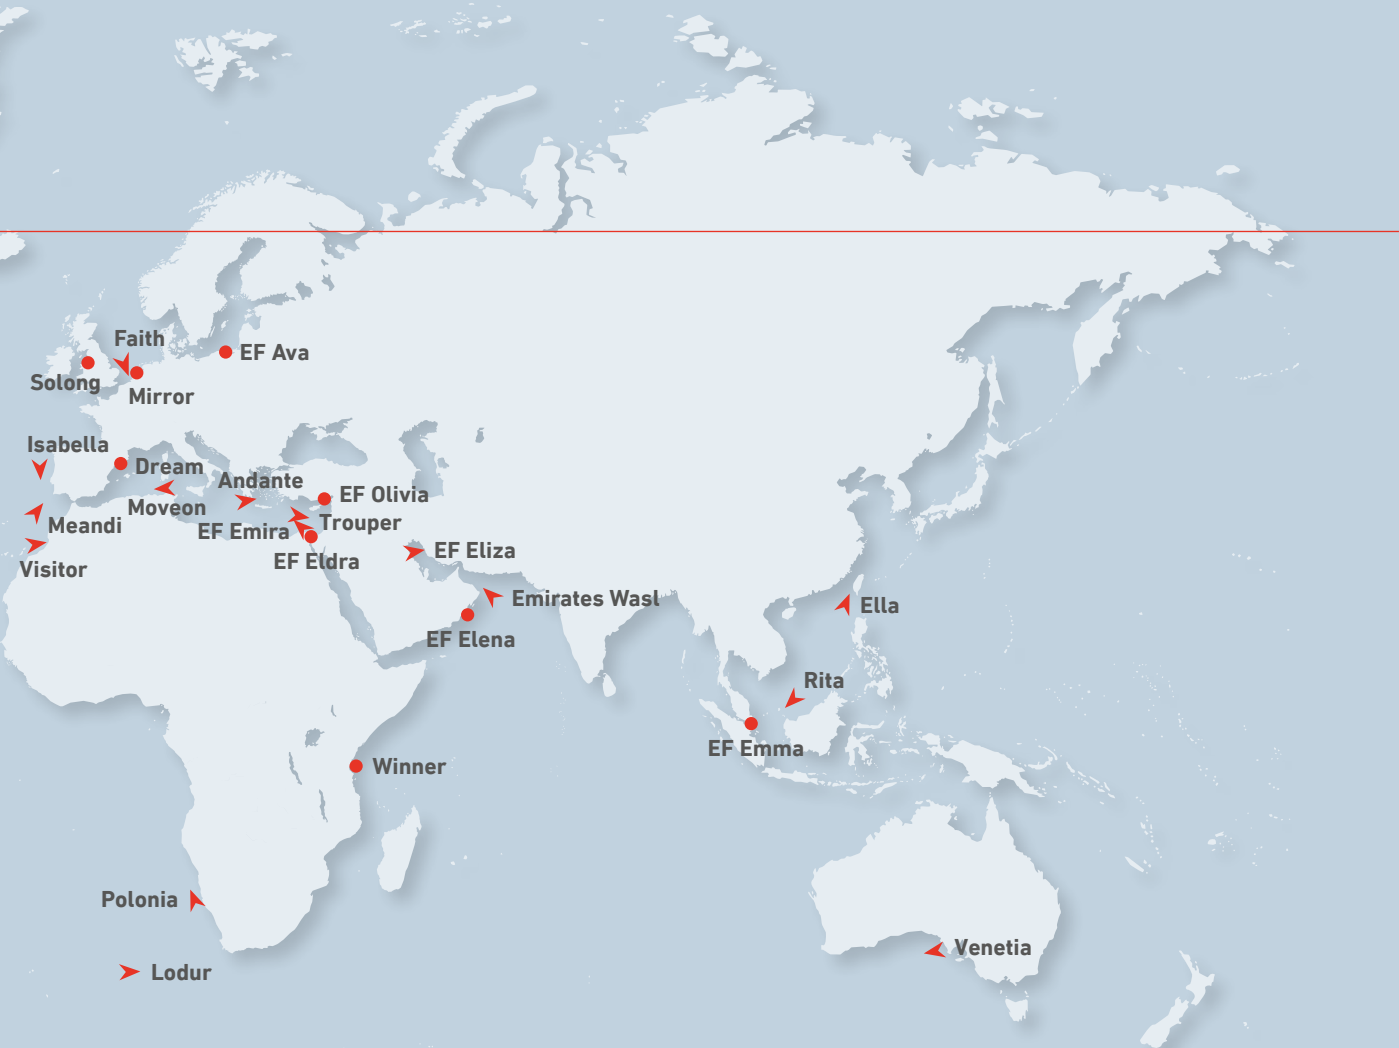 Faith
EF Ava
Solong
Mirror
Isabella
Dream
Andante
EF Olivia
Moveon
Meandi
EF Emira
Trouper
EF Eliza
EF Eldra
Visitor
Emirates Wasl
Ella
EF Elena
Rita
EF Emma
Winner
Polonia
Venetia
Lodur